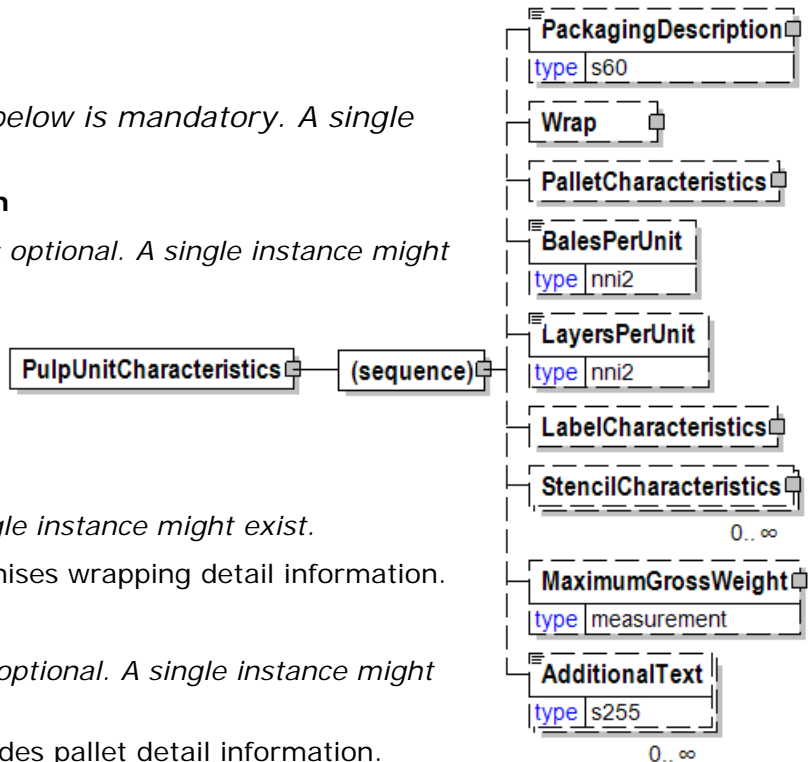 PackagingDescription
type s60
below is mandatory. A single
Wrap
PalletCharacteristics
n
optional. A single instance might
BalesPerUnit
type nni2
LayersPerUnit
type nni2
PulpUnitCharacteristics (sequence)
LabelCharacteristics
StencilCharacteristics
gle instance might exist.
0.. ∞
nises wrapping detail information.
MaximumGrossWeight
type measurement
optional. A single instance might
AdditionalText
type s255
des pallet detail information.
0.. ∞